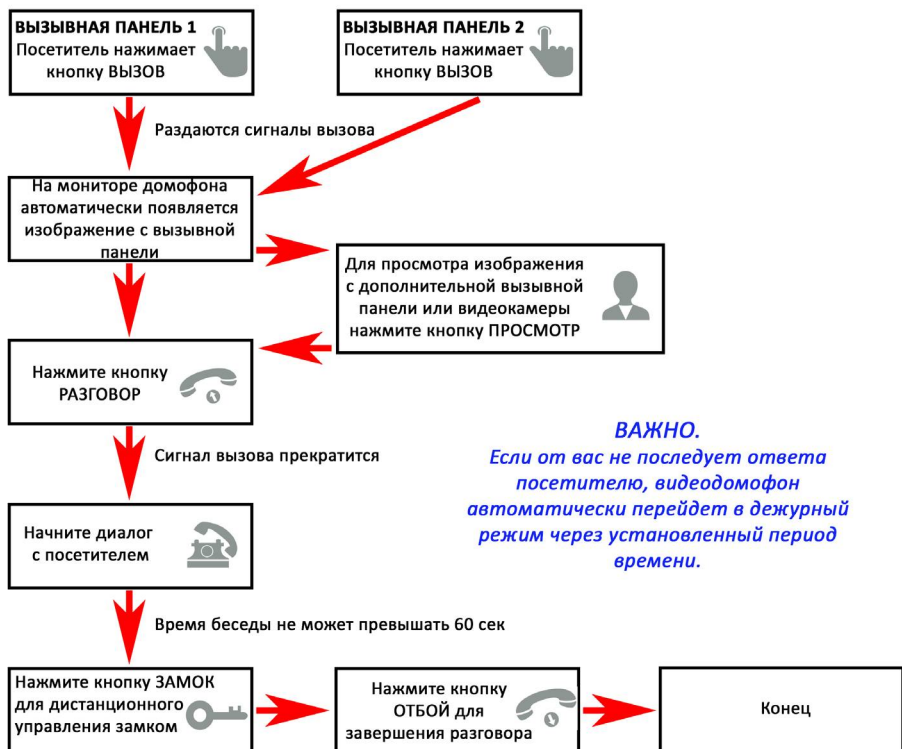 ВЫЗЫВНАЯ ПАНЕЛЬ 1
Посетитель нажимает
кнопку ВЫЗОВ
ВЫЗЫВНАЯ ПАНЕЛЬ 2
Посетитель нажимает
кнопку ВЫЗОВ
Раздаются сигналы вызова
На мониторе домофона
автоматически появляется
изображение с вызывной
панели
Для просмотра изображения
с дополнительной вызывной
панели или видеокамеры
нажмите кнопку ПРОСМОТР
Нажмите кнопку
РАЗГОВОР
Сигнал вызова прекратится
ВАЖНО.
Если от вас не последует ответа
посетителю, видеодомофон
автоматически перейдет в дежурный
режим через установленный период
времени.
Начните диалог
с посетителем
Время беседы не может превышать 60 сек
Нажмите кнопку ЗАМОК
для дистанционного
управления замком
Нажмите кнопку
ОТБОЙ для
завершения разговора
Конец